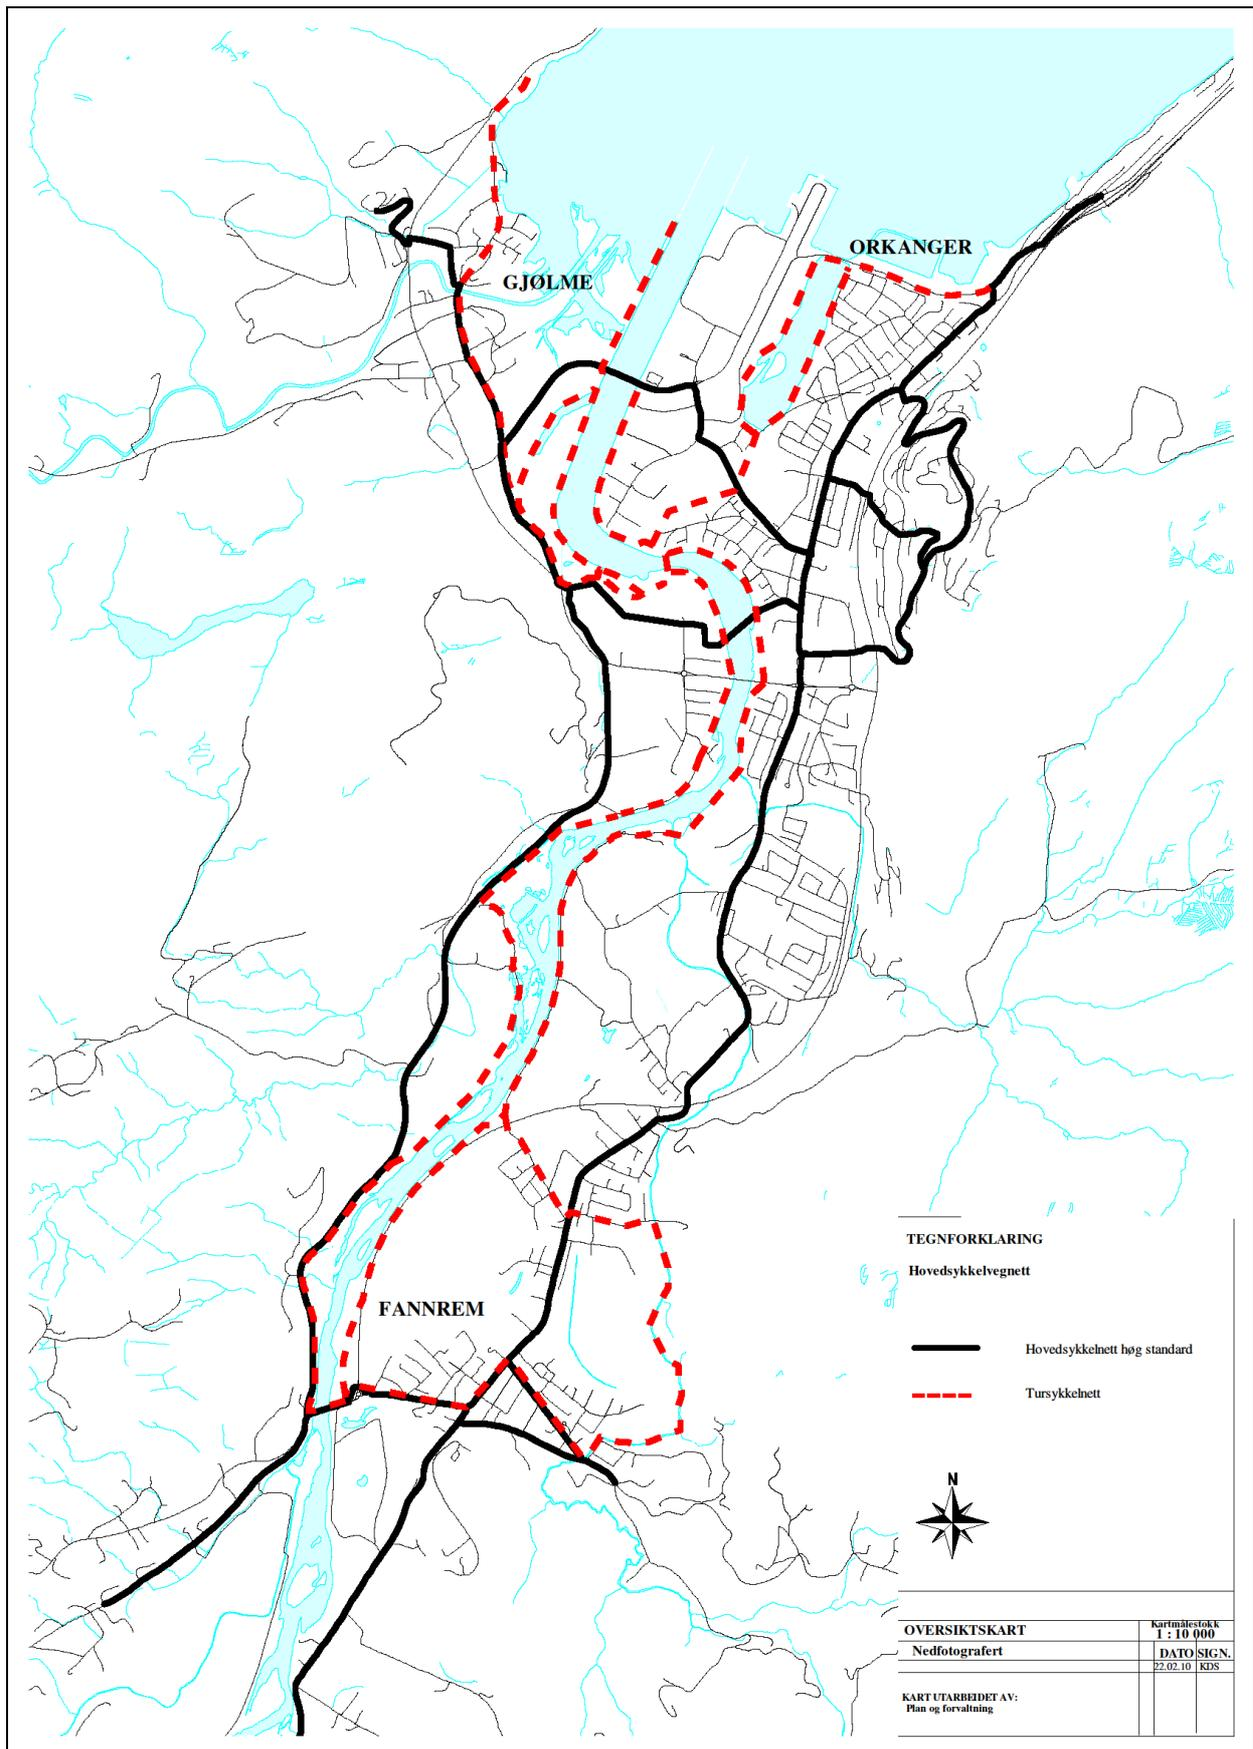 ORKANGER
GJØLME
FANNREM
TEGNFORKLARING
Hovedsykkelvegnett
Hovedsykkelnett høg standard
Tursykkelnett
N
OVERSIKTSKART
Kartmålestokk
1 : 10 000
Nedfotografert
DATO SIGN.
22.02.10 KDS
KART UTARBEIDET AV:
Plan og forvaltning